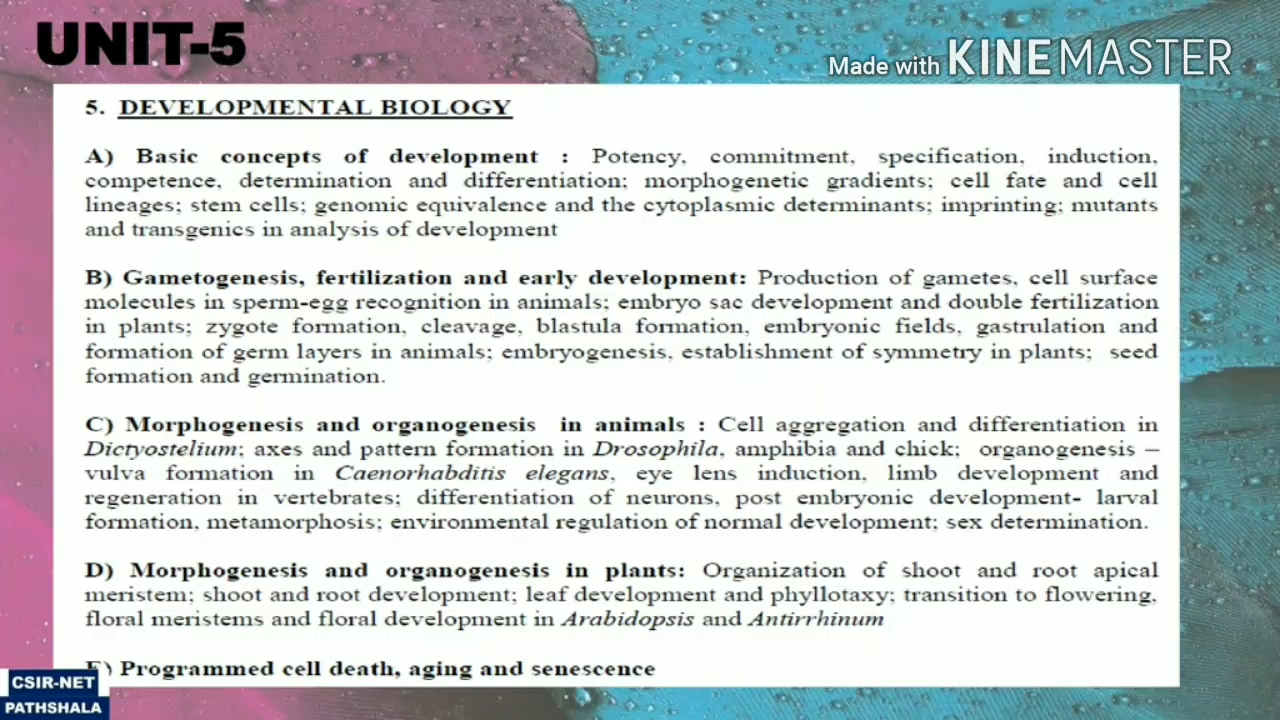 UNIT-5
Made with KINEMASTER
5. DEVELOPMENTAL BIOLOGY
A) Basic concepts of development : Potency, commitment, specification, induction,
competence, determination and differentiation; morphogenetic gradients; cell fate and cell
lineages; stem cells; genomic equivalence and the cytoplasmic determinants; imprinting; mutants
and transgenics in analysis of development
B) Gametogenesis, fertilization and early development: Production of gametes, cell surface
molecules in sperm-egg recognition in animals; embryo sac development and double fertilization
in plants; zygote formation, cleavage, blastula formation, embryonic fields, gastrulation and
formation of germ layers in animals; embryogenesis, establishment of symmetry in plants; seed
formation and germination.
C) Morphogenesis and organogenesis in animals : Cell aggregation and differentiation in
Dictyostelium; axes and pattern formation in Drosophila, amphibia and chick; organogenesis –
vulva formation in Caenorhabditis elegans, eye lens induction, limb development and
regeneration in vertebrates; differentiation of neurons, post embryonic development- larval
formation, metamorphosis; environmental regulation of normal development; sex determination.
D) Morphogenesis and organogenesis in plants: Organization of shoot and root apical
meristem; shoot and root development; leaf development and phyllotaxy; transition to flowering,
floral meristems and floral development in Arabidopsis and Antirrhinum
E) Programmed cell death, aging and senescence
CSIR-NET
PATHSHALA